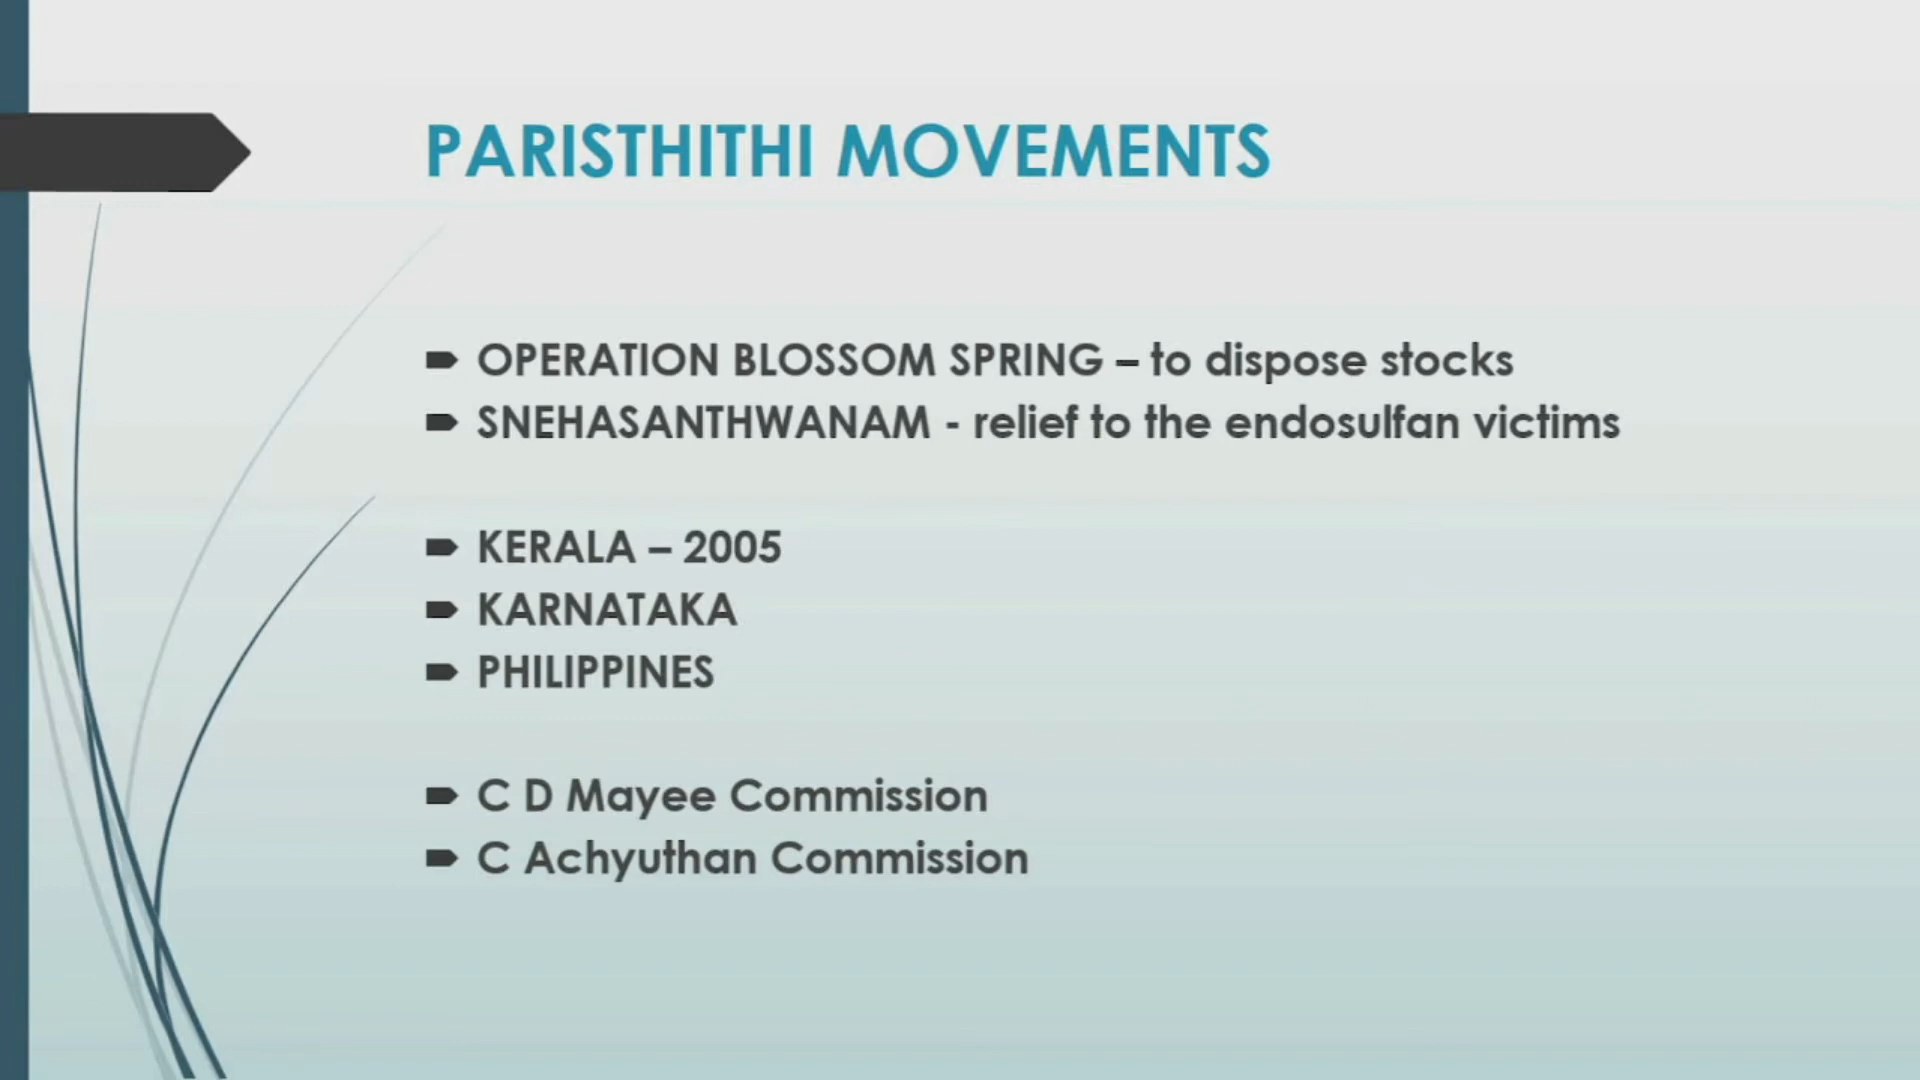 PARISTHITHI MOVEMENTS
OPERATION BLOSSOM SPRING – to dispose stocks
SNEHASANTHWANAM - relief to the endosulfan victims
KERALA – 2005
KARNATAKA
PHILIPPINES
C D Mayee Commission
C Achyuthan Commission